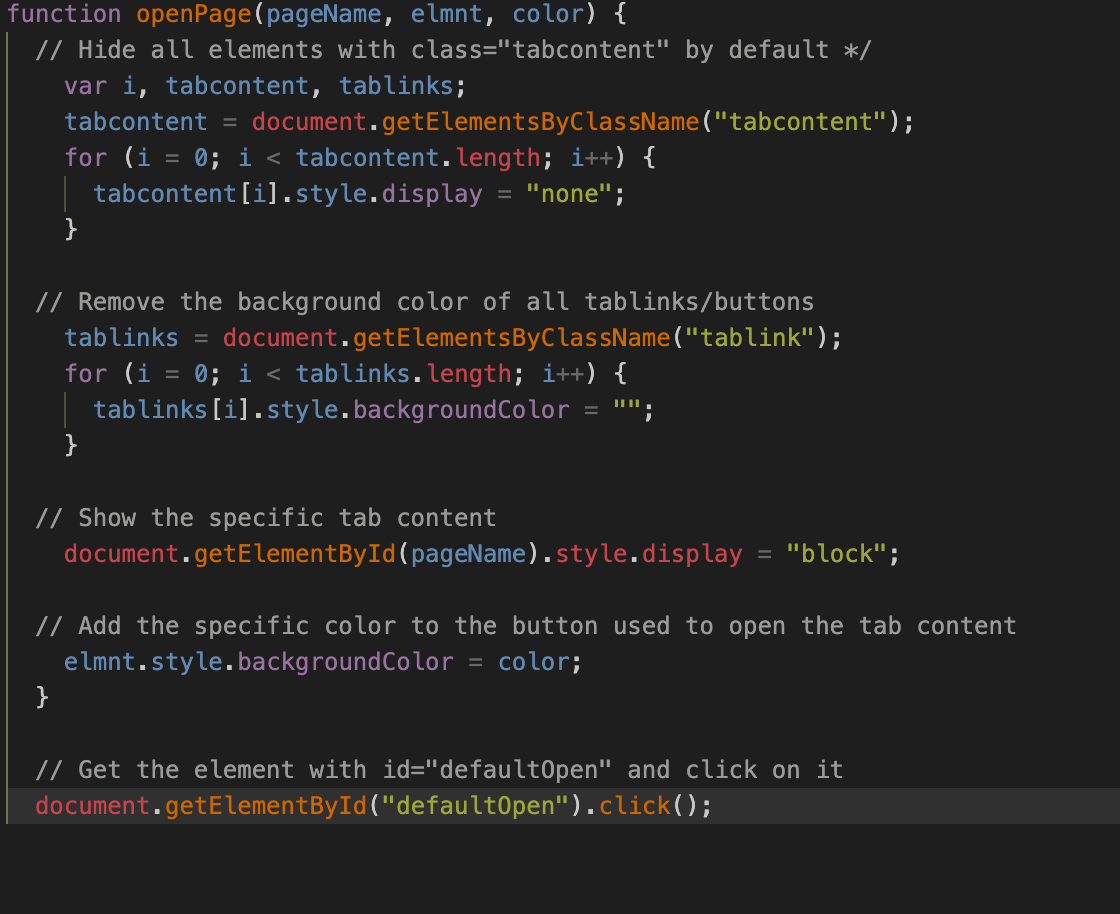 function openPage(pageName, elmnt, color) {
  // Hide all elements with class="tabcontent" by default */
    var i, tabcontent, tablinks;
    tabcontent = document.getElementsByClassName("tabcontent");
    for (i = 0; i < tabcontent.length; i++) {
      tabcontent[i].style.display = "none";
    }

  // Remove the background color of all tablinks/buttons
    tablinks = document.getElementsByClassName("tablink");
    for (i = 0; i < tablinks.length; i++) {
      tablinks[i].style.backgroundColor = "";
    }

  // Show the specific tab content
    document.getElementById(pageName).style.display = "block";

  // Add the specific color to the button used to open the tab content
    elmnt.style.backgroundColor = color;
  }

  // Get the element with id="defaultOpen" and click on it
  document.getElementById("defaultOpen").click();